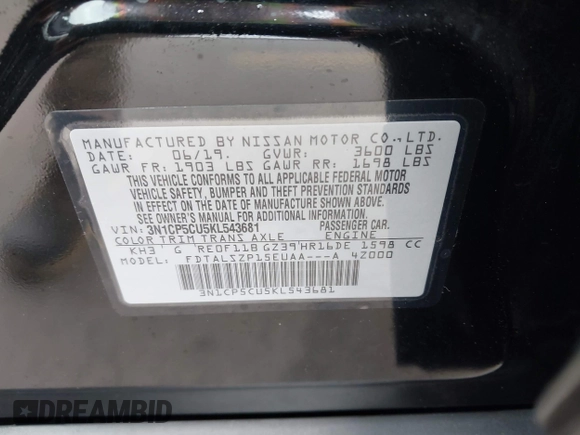 MANUFACTURED BY NISSAN MOTOR CO.,LTD.
DATE: 06/19. GVWR: 3600 LBS
GAWR FR: 1903 LBS GAWR RR: 1698 LBS
THIS VEHICLE CONFORMS TO ALL APPLICABLE FEDERAL MOTOR
VEHICLE SAFETY, BUMPER AND THEFT PREVENTION STANDARDS
IN EFFECT ON THE DATE OF MANUFACTURE SHOWN ABOVE.
SEE OWNER'S MANUAL FOR ADDITIONAL INFORMATION.
VIN: 3N1CP5CU5KL543681 PASSENGER CAR.
COLOR TRIM TRANS AXLE ENGINE
KH3 G RE0F11B GZ39 HR16DE 1598 CC
MODEL: FDTALSZP15EUAA---A 4Z000
3N1CP5CU5KL543681
DREAMBID